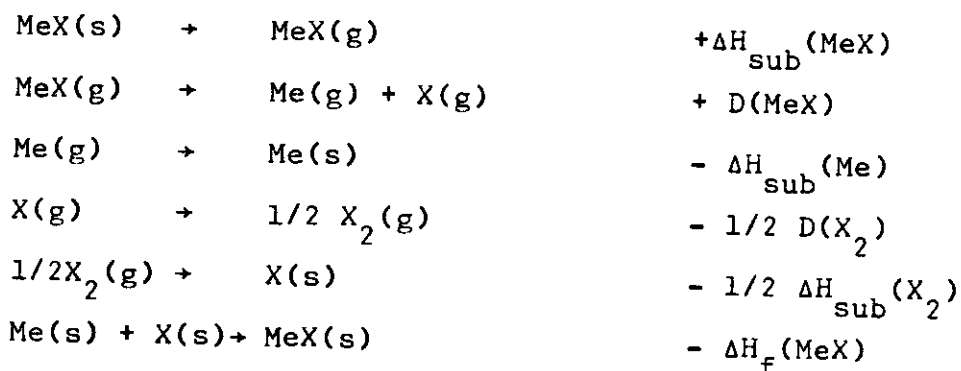 MeX(s) → MeX(g) +ΔH_sub(MeX)
MeX(g) → Me(g) + X(g) + D(MeX)
Me(g) → Me(s) - ΔH_sub(Me)
X(g) → 1/2 X_2(g) - 1/2 D(X_2)
1/2X_2(g) → X(s) - 1/2 ΔH_sub(X_2)
Me(s) + X(s)→ MeX(s) - ΔH_f(MeX)